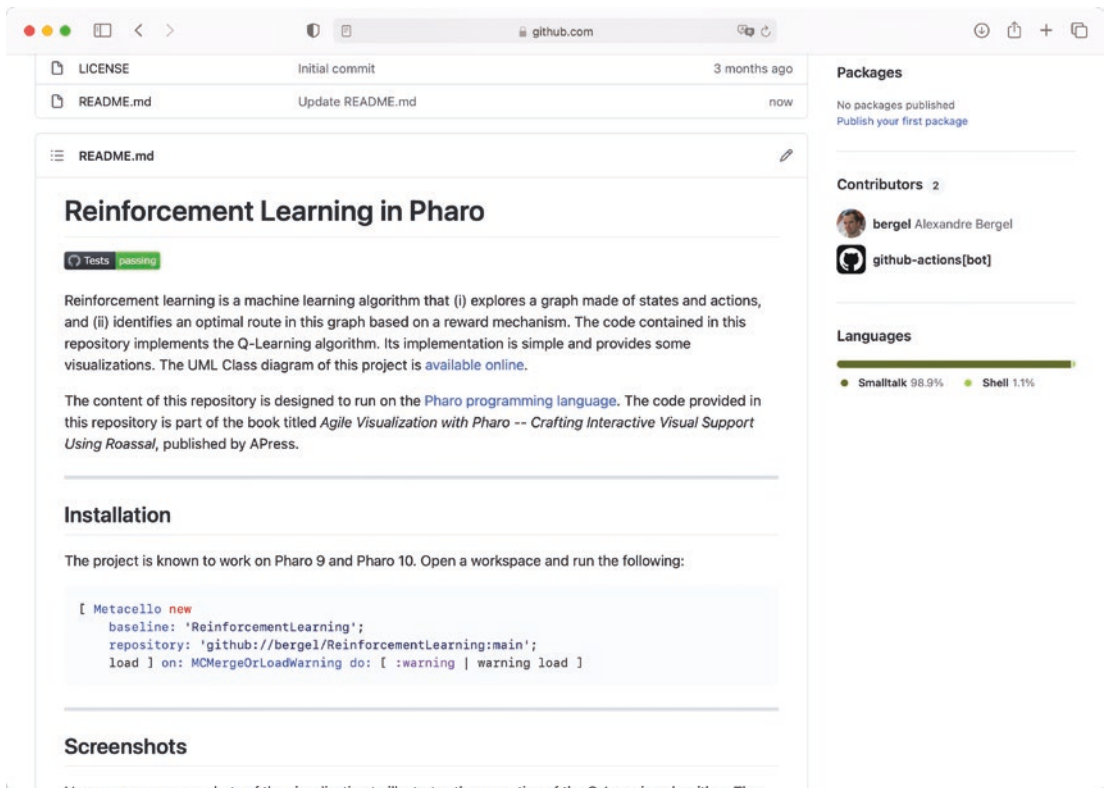 github.com
LICENSE Initial commit 3 months ago
README.md Update README.md now
README.md
Reinforcement Learning in Pharo
Tests passing
Reinforcement learning is a machine learning algorithm that (i) explores a graph made of states and actions,
and (ii) identifies an optimal route in this graph based on a reward mechanism. The code contained in this
repository implements the Q-Learning algorithm. Its implementation is simple and provides some
visualizations. The UML Class diagram of this project is available online.
The content of this repository is designed to run on the Pharo programming language. The code provided in
this repository is part of the book titled Agile Visualization with Pharo -- Crafting Interactive Visual Support
Using Roassal, published by APress.
Installation
The project is known to work on Pharo 9 and Pharo 10. Open a workspace and run the following:
[ Metacello new
baseline: 'ReinforcementLearning';
repository: 'github://bergel/ReinforcementLearning:main';
load ] on: MCMergeOrLoadWarning do: [ :warning | warning load ]
Screenshots
Packages
No packages published
Publish your first package
Contributors 2
bergel Alexandre Bergel
github-actions[bot]
Languages
Smalltalk 98.9% Shell 1.1%